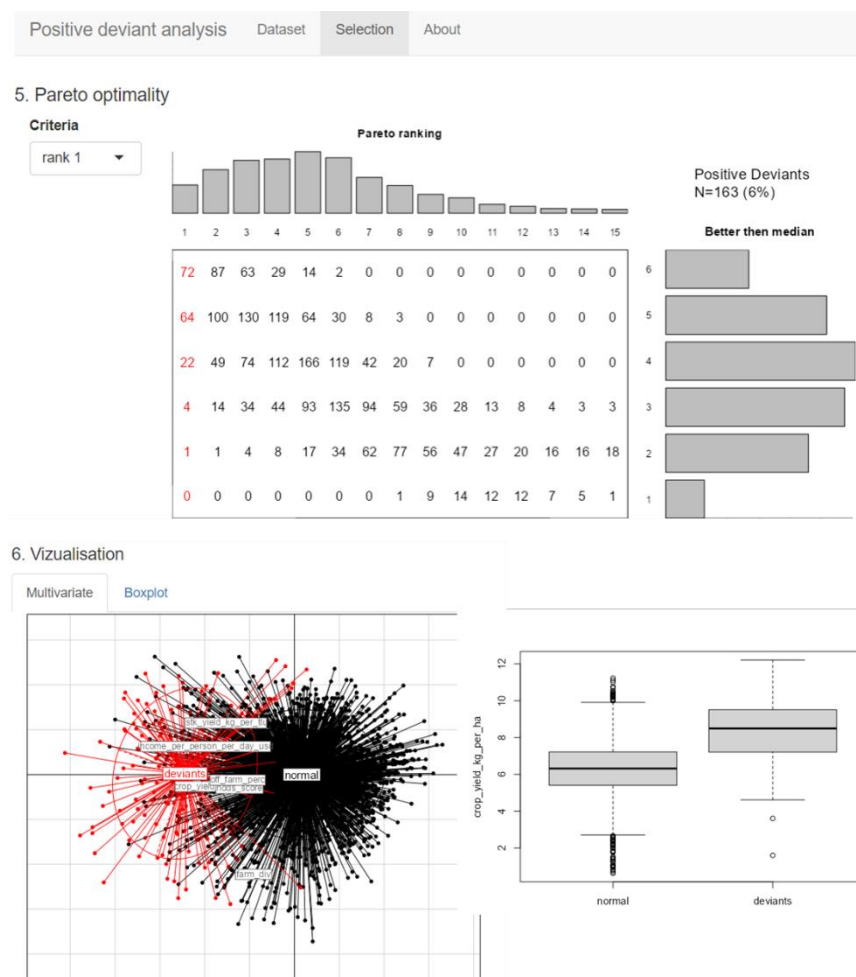 Positive deviant analysis Dataset Selection About
5. Pareto optimality
Criteria
rank 1
Pareto ranking
Positive Deviants
N=163 (6%)
1 2 3 4 5 6 7 8 9 10 11 12 13 14 15
Better then median
72 87 63 29 14 2 0 0 0 0 0 0 0 0 0
6
64 100 130 119 64 30 8 3 0 0 0 0 0 0 0
5
22 49 74 112 166 119 42 20 7 0 0 0 0 0 0
4
4 14 34 44 93 135 94 59 36 28 13 8 4 3 3
3
1 1 4 8 17 34 62 77 56 47 27 20 16 16 18
2
0 0 0 0 0 0 0 1 9 14 12 12 7 5 1
1
6. Vizualisation
Multivariate Boxplot
stk_yield_kg_per_tlu
ncome_per_person_per_day_us
deviants
normal
off_farm_perc
crop_yield
hdds_score
farm_div
crop_yield_kg_per_ha
12
10
8
6
4
2
normal deviants